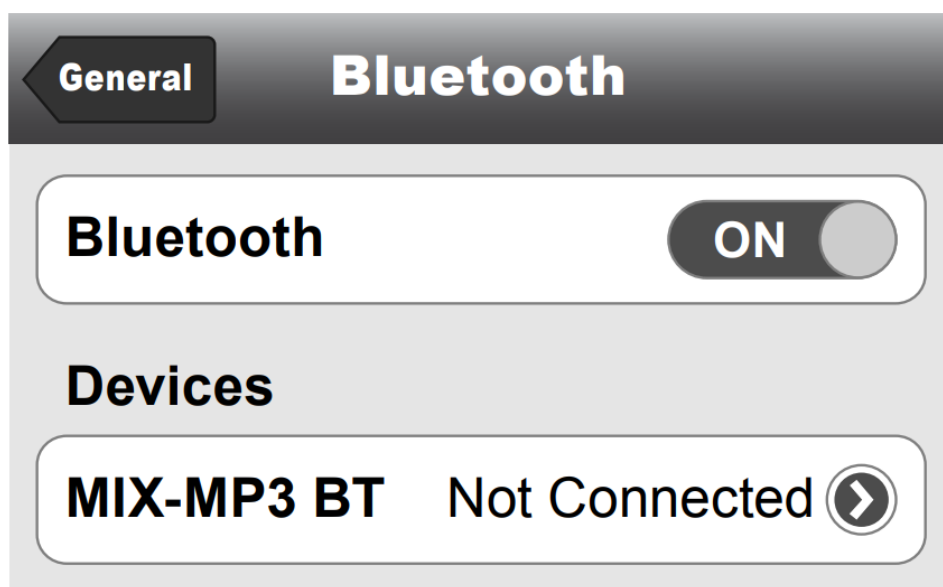 General Bluetooth
Bluetooth ON
Devices
MIX-MP3 BT Not Connected